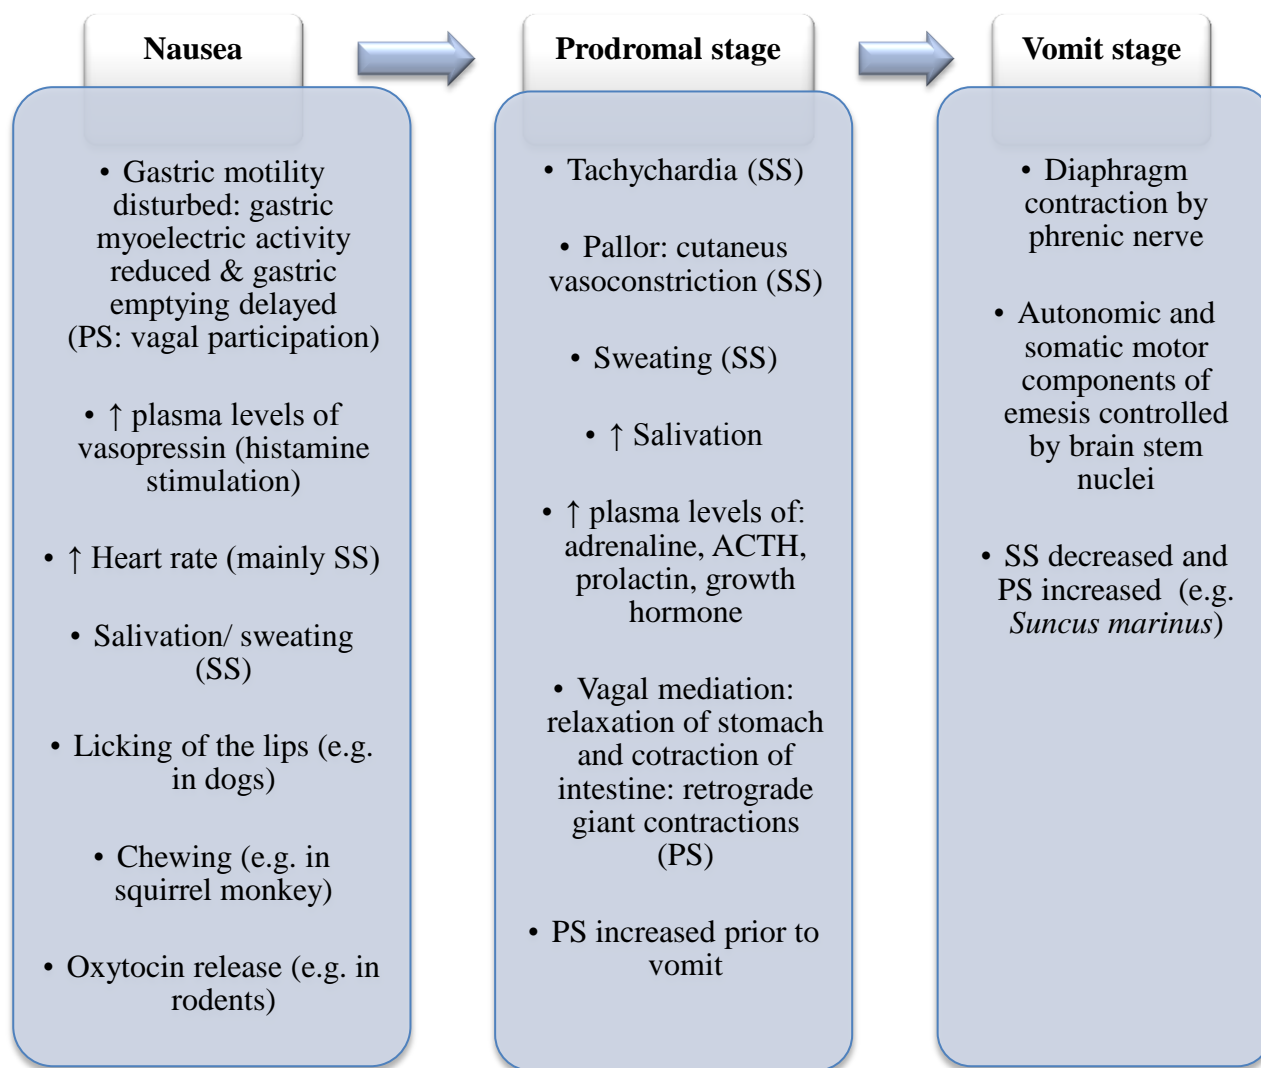 Nausea
• Gastric motility
disturbed: gastric
myoelectric activity
reduced & gastric
emptying delayed
(PS: vagal participation)
• ↑ plasma levels of
vasopressin (histamine
stimulation)
• ↑ Heart rate (mainly SS)
• Salivation/ sweating
(SS)
• Licking of the lips (e.g.
in dogs)
• Chewing (e.g. in
squirrel monkey)
• Oxytocin release (e.g. in
rodents)
Prodromal stage
• Tachychardia (SS)
Pallor: cutaneus
• vasoconstriction (SS)
• Sweating (SS)
• ↑ Salivation
• ↑ plasma levels of:
adrenaline, ACTH,
prolactin, growth
hormone
• Vagal mediation:
relaxation of stomach
and cotraction of
intestine: retrograde
giant contractions
(PS)
• PS increased prior to
vomit
Vomit stage
• Diaphragm
contraction by
phrenic nerve
• Autonomic and
somatic motor
components of
emesis controlled
by brain stem
nuclei
• SS decreased and
PS increased (e.g.
Suncus marinus)